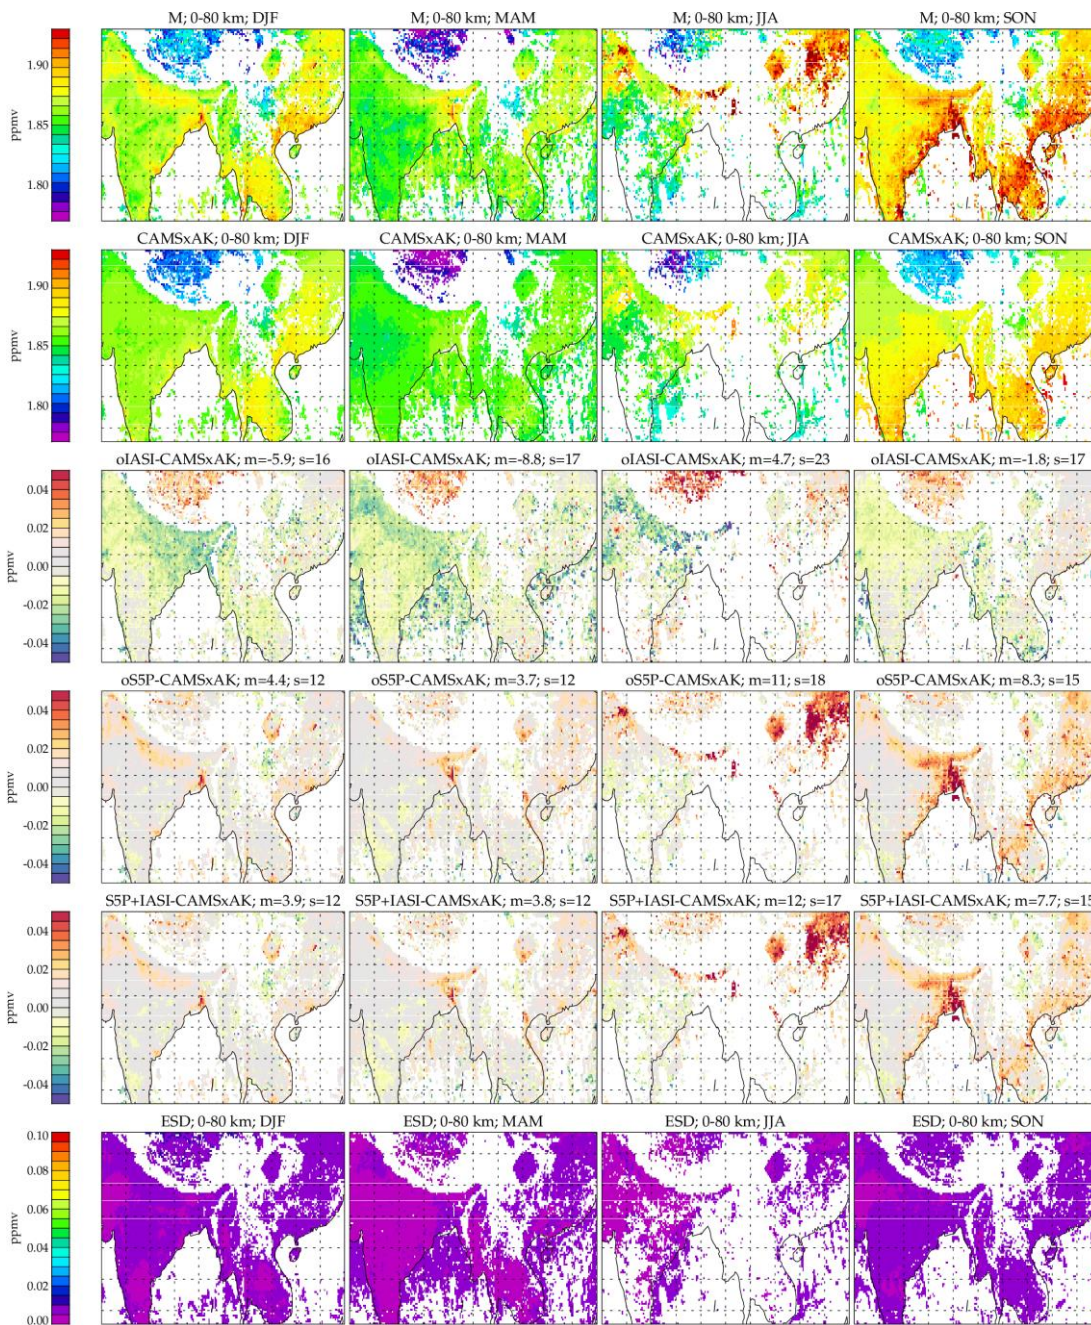 M; 0-80 km; DJF
M; 0-80 km; MAM
M; 0-80 km; JJA
M; 0-80 km; SON
1.90
1.85
1.80
ppmv
CAMSxAK; 0-80 km; DJF
CAMSxAK; 0-80 km; MAM
CAMSxAK; 0-80 km; JJA
CAMSxAK; 0-80 km; SON
1.90
1.85
1.80
ppmv
oIASI-CAMSxAK; m=-5.9; s=16
oIASI-CAMSxAK; m=-8.8; s=17
oIASI-CAMSxAK; m=4.7; s=23
oIASI-CAMSxAK; m=-1.8; s=17
0.04
0.02
0.00
-0.02
-0.04
ppmv
oS5P-CAMSxAK; m=4.4; s=12
oS5P-CAMSxAK; m=3.7; s=12
oS5P-CAMSxAK; m=11; s=18
oS5P-CAMSxAK; m=8.3; s=15
0.04
0.02
0.00
-0.02
-0.04
ppmv
S5P+IASI-CAMSxAK; m=3.9; s=12
S5P+IASI-CAMSxAK; m=3.8; s=12
S5P+IASI-CAMSxAK; m=12; s=17
S5P+IASI-CAMSxAK; m=7.7; s=15
0.04
0.02
0.00
-0.02
-0.04
ppmv
ESD; 0-80 km; DJF
ESD; 0-80 km; MAM
ESD; 0-80 km; JJA
ESD; 0-80 km; SON
0.10
0.08
0.06
0.04
0.02
0.00
ppmv